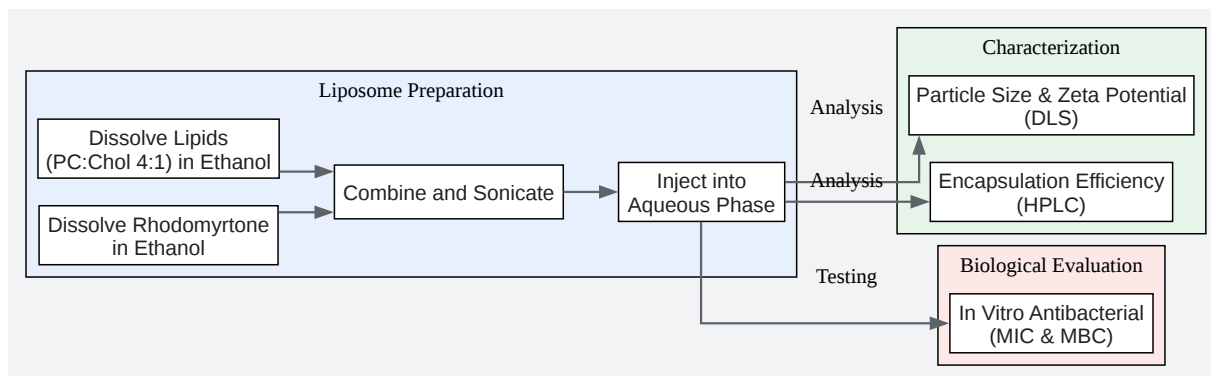 Liposome Preparation
Dissolve Lipids
(PC:Chol 4:1) in Ethanol
Dissolve Rhodomyrtone
in Ethanol
Combine and Sonicate
Inject into
Aqueous Phase
Analysis
Analysis
Testing
Characterization
Particle Size & Zeta Potential
(DLS)
Encapsulation Efficiency
(HPLC)
Biological Evaluation
In Vitro Antibacterial
(MIC & MBC)